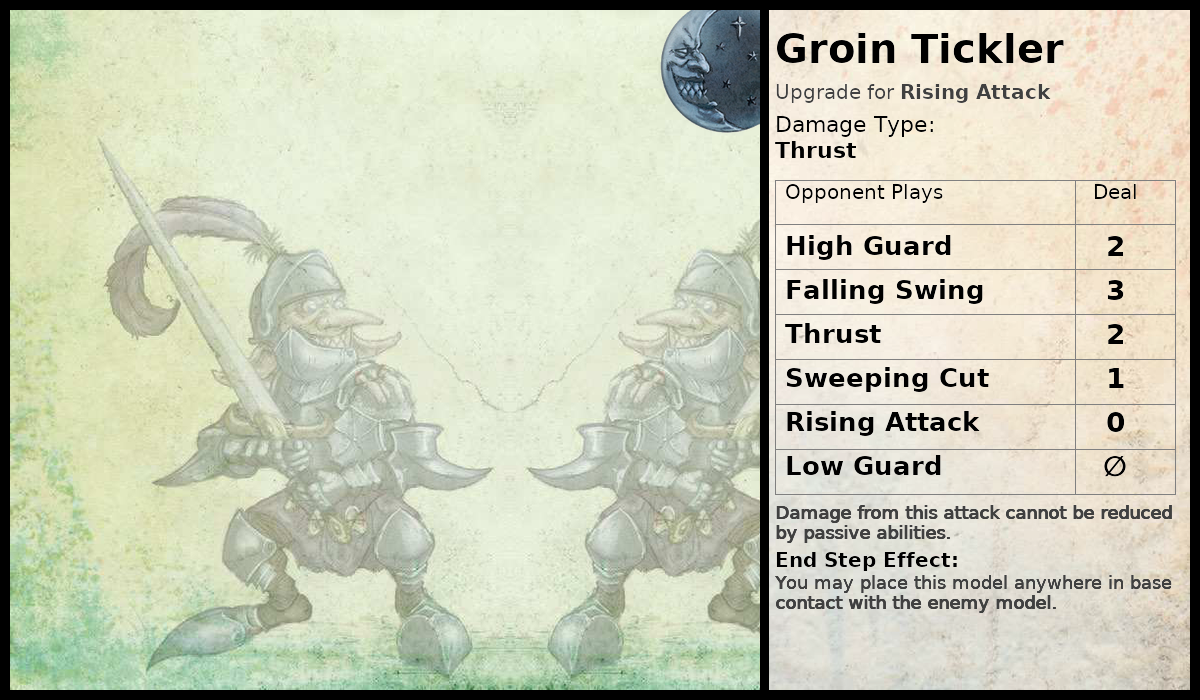 Groin Tickler
Upgrade for Rising Attack
Damage Type:
Thrust
Opponent Plays Deal
High Guard 2
Falling Swing 3
Thrust 2
Sweeping Cut 1
Rising Attack 0
Low Guard ∅
Damage from this attack cannot be reduced
by passive abilities.
End Step Effect:
You may place this model anywhere in base
contact with the enemy model.